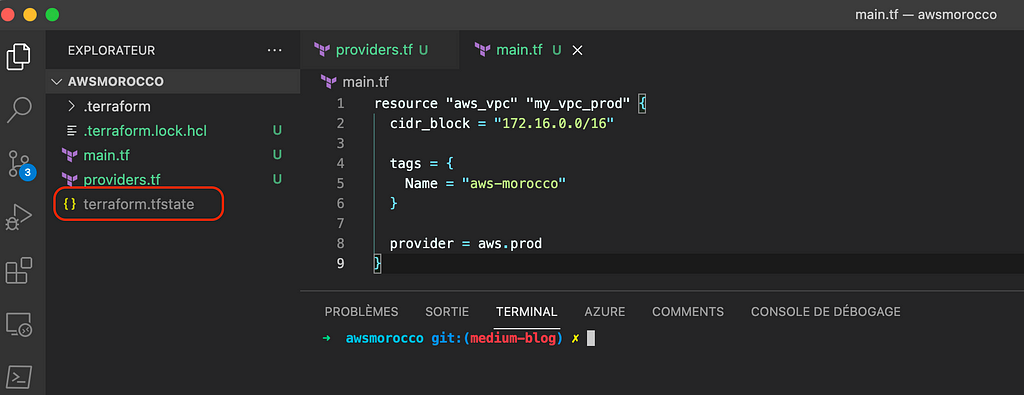 main.tf — awsmorocco
EXPLORATEUR ...
AWSMOROCCO
.terraform
.terraform.lock.hcl U
main.tf U
providers.tf U
{} terraform.tfstate
3
providers.tf U main.tf U
main.tf
1 resource "aws_vpc" "my_vpc_prod" {
2 cidr_block = "172.16.0.0/16"
3
4 tags = {
5 Name = "aws-morocco"
6 }
7
8 provider = aws.prod
9 }
PROBLÈMES SORTIE TERMINAL AZURE COMMENTS CONSOLE DE DÉBOGAGE
➜ awsmorocco git:(medium-blog) ✗